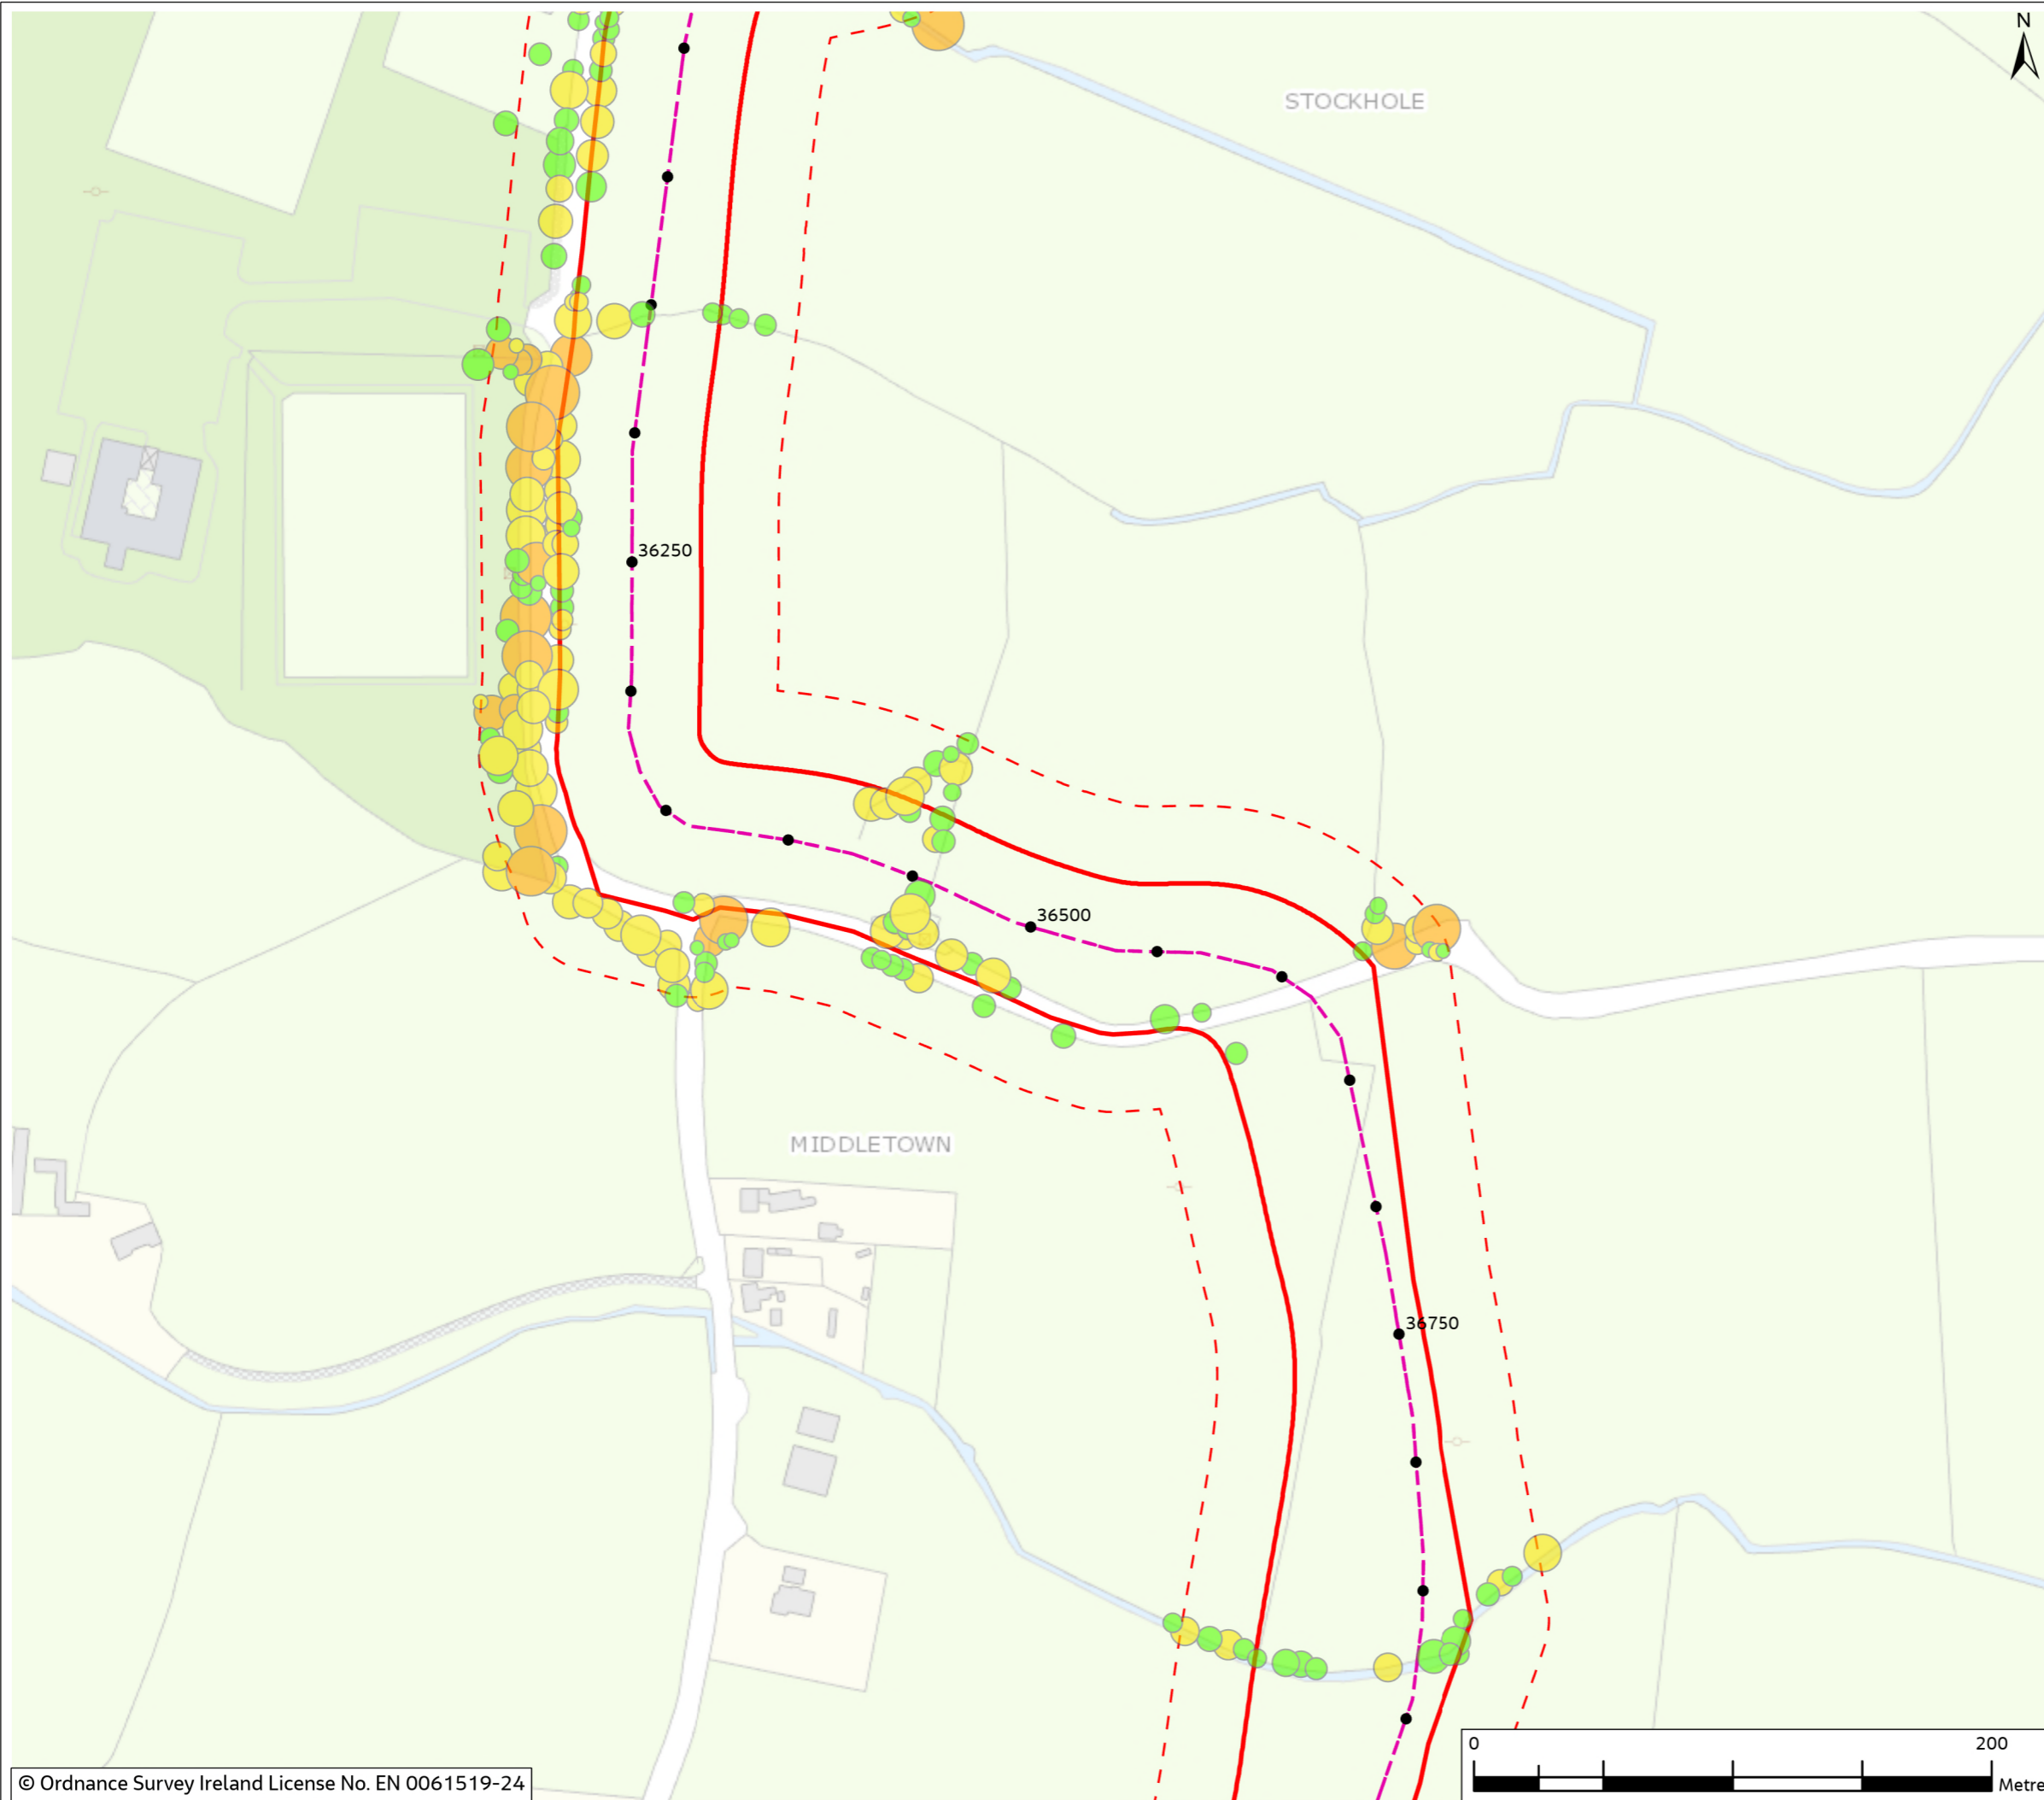 N
STOCKHOLE
36250
36500
MIDDLETOWN
36750
0 200
Metre
© Ordnance Survey Ireland License No. EN 0061519-24